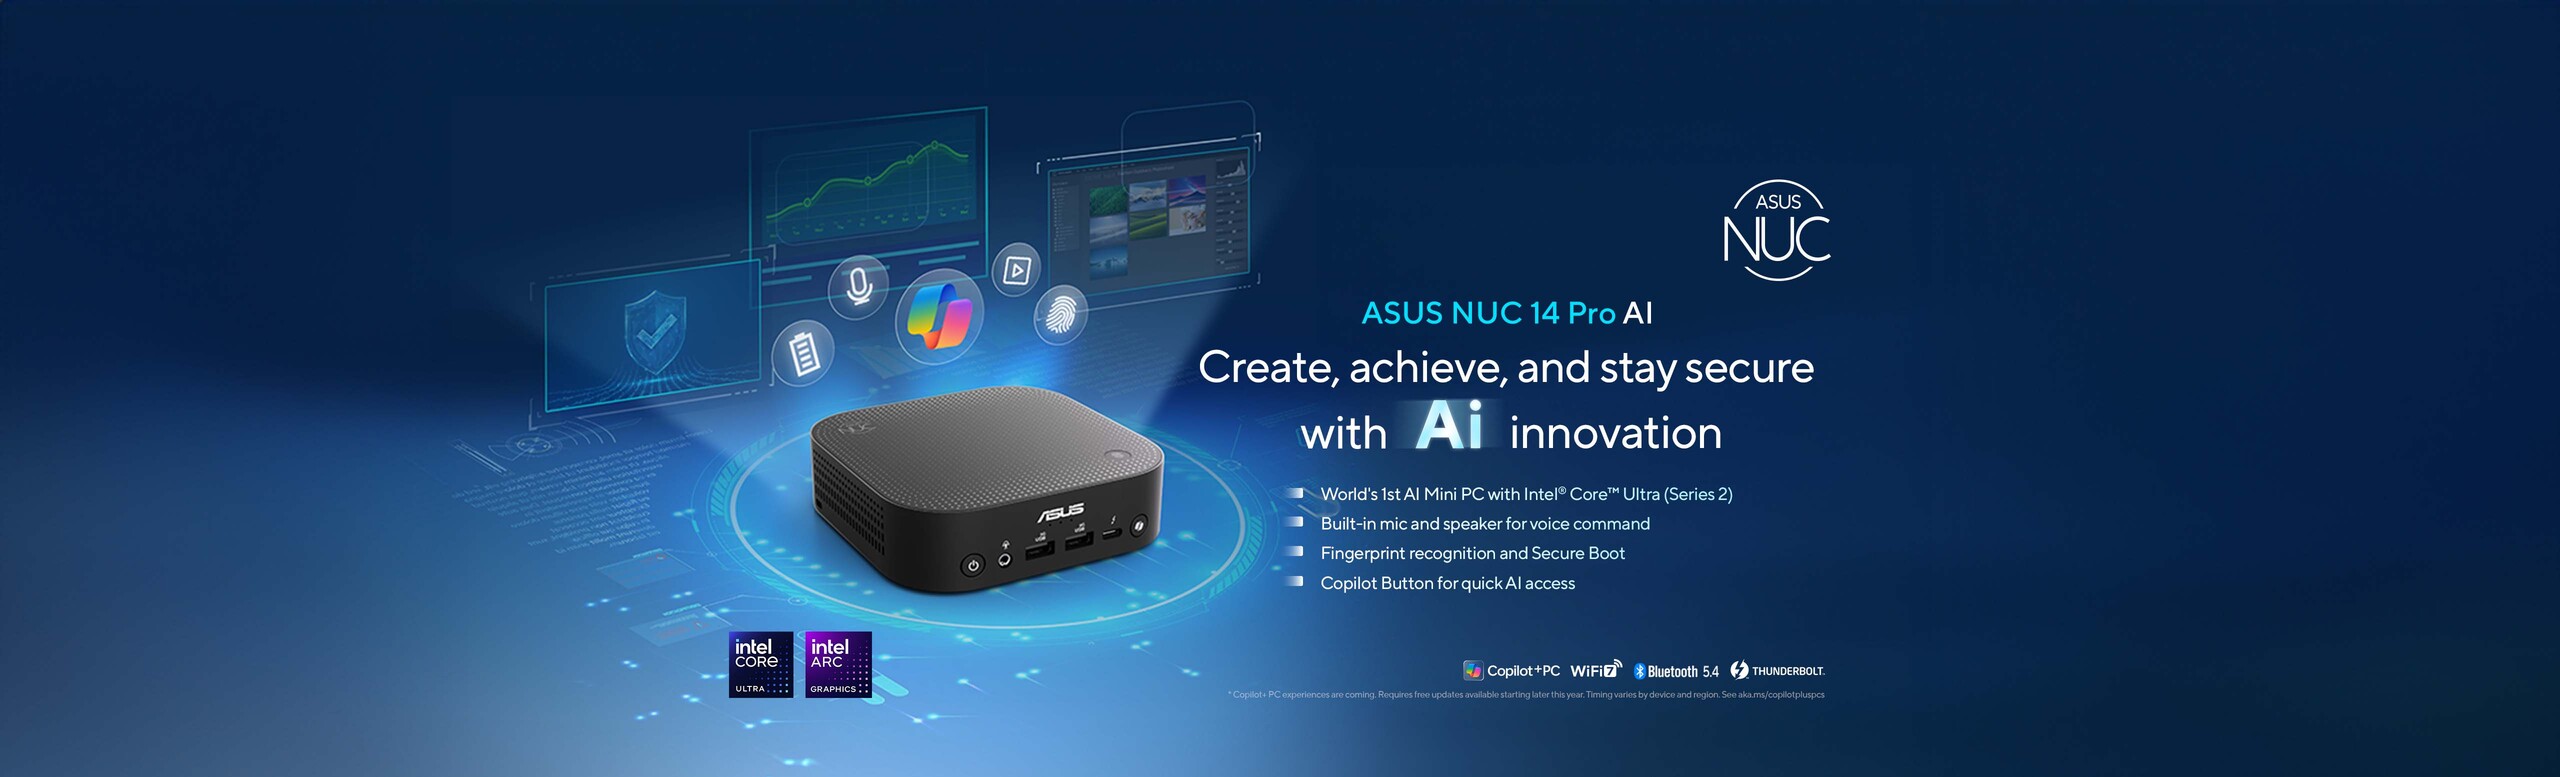 ASUS
NUC
ASUS NUC 14 Pro AI
Create, achieve, and stay secure
with Ai innovation
World's 1st AI Mini PC with Intel® Core™ Ultra (Series 2)
Built-in mic and speaker for voice command
Fingerprint recognition and Secure Boot
Copilot Button for quick AI access
NUC
ASUS
intel
CORE
ULTRA
intel
ARC
GRAPHICS
Copilot+PC WiFi 7 Bluetooth 5.4 THUNDERBOLT.
* Copilot+ PC experiences are coming. Requires free updates available starting later this year. Timing varies by device and region. See aka.ms/copilotpluspcs